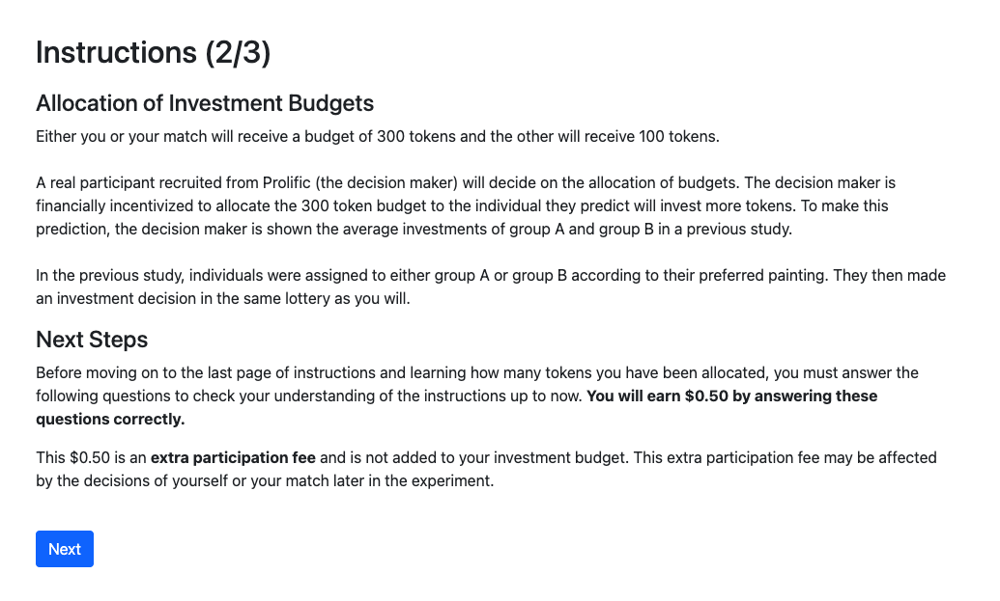 Instructions (2/3)
Allocation of Investment Budgets
Either you or your match will receive a budget of 300 tokens and the other will receive 100 tokens.
A real participant recruited from Prolific (the decision maker) will decide on the allocation of budgets. The decision maker is
financially incentivized to allocate the 300 token budget to the individual they predict will invest more tokens. To make this
prediction, the decision maker is shown the average investments of group A and group B in a previous study.
In the previous study, individuals were assigned to either group A or group B according to their preferred painting. They then made
an investment decision in the same lottery as you will.
Next Steps
Before moving on to the last page of instructions and learning how many tokens you have been allocated, you must answer the
following questions to check your understanding of the instructions up to now. You will earn $0.50 by answering these
questions correctly.
This $0.50 is an extra participation fee and is not added to your investment budget. This extra participation fee may be affected
by the decisions of yourself or your match later in the experiment.
Next